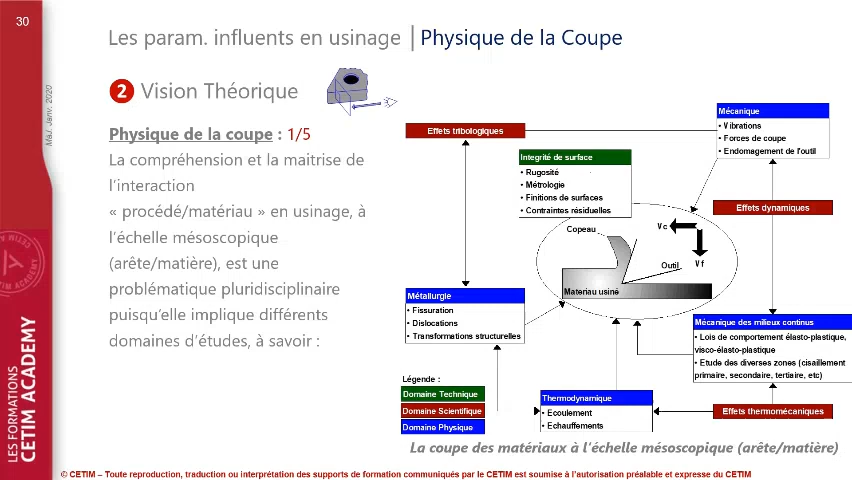 30
Les param. influents en usinage | Physique de la Coupe
MàJ. Janv. 2020
2 Vision Théorique
Physique de la coupe : 1/5
La compréhension et la maitrise de
l'interaction
« procédé/matériau » en usinage, à
l'échelle mésoscopique
(arête/matière), est une
problématique pluridisciplinaire
puisqu'elle implique différents
domaines d'études, à savoir :
Effets tribologiques
Mécanique
• Vibrations
• Forces de coupe
• Endomagement de l'outil
Integrité de surface
• Rugosité
• Métrologie
• Finitions de surfaces
• Contraintes résiduelles
Effets dynamiques
Copeau
Vc
Vf
Outil
Materiau usiné
Métallurgie
• Fissuration
• Dislocations
• Transformations structurelles
Mécanique des milieux continus
• Lois de comportement élasto-plastique,
visco-élasto-plastique
• Etude des diverses zones (cisaillement
primaire, secondaire, tertiaire, etc)
Légende :
Domaine Technique
Domaine Scientifique
Domaine Physique
Thermodynamique
• Ecoulement
• Echauffements
Effets thermomécaniques
La coupe des matériaux à l'échelle mésoscopique (arête/matière)
LES FORMATIONS
CETIM ACADEMY
© CETIM – Toute reproduction, traduction ou interprétation des supports de formation communiqués par le CETIM est soumise à l'autorisation préalable et expresse du CETIM